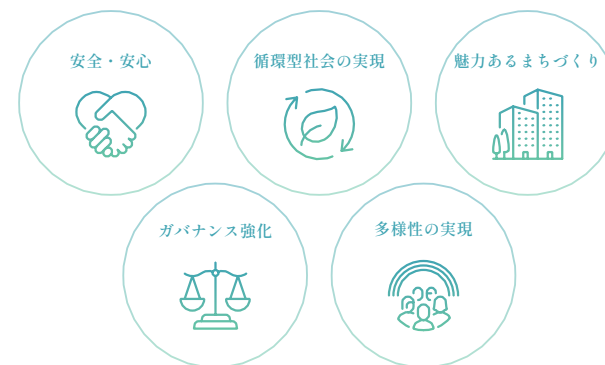 安全・安心
循環型社会の実現
魅力あるまちづくり
ガバナンス強化
多様性の実現